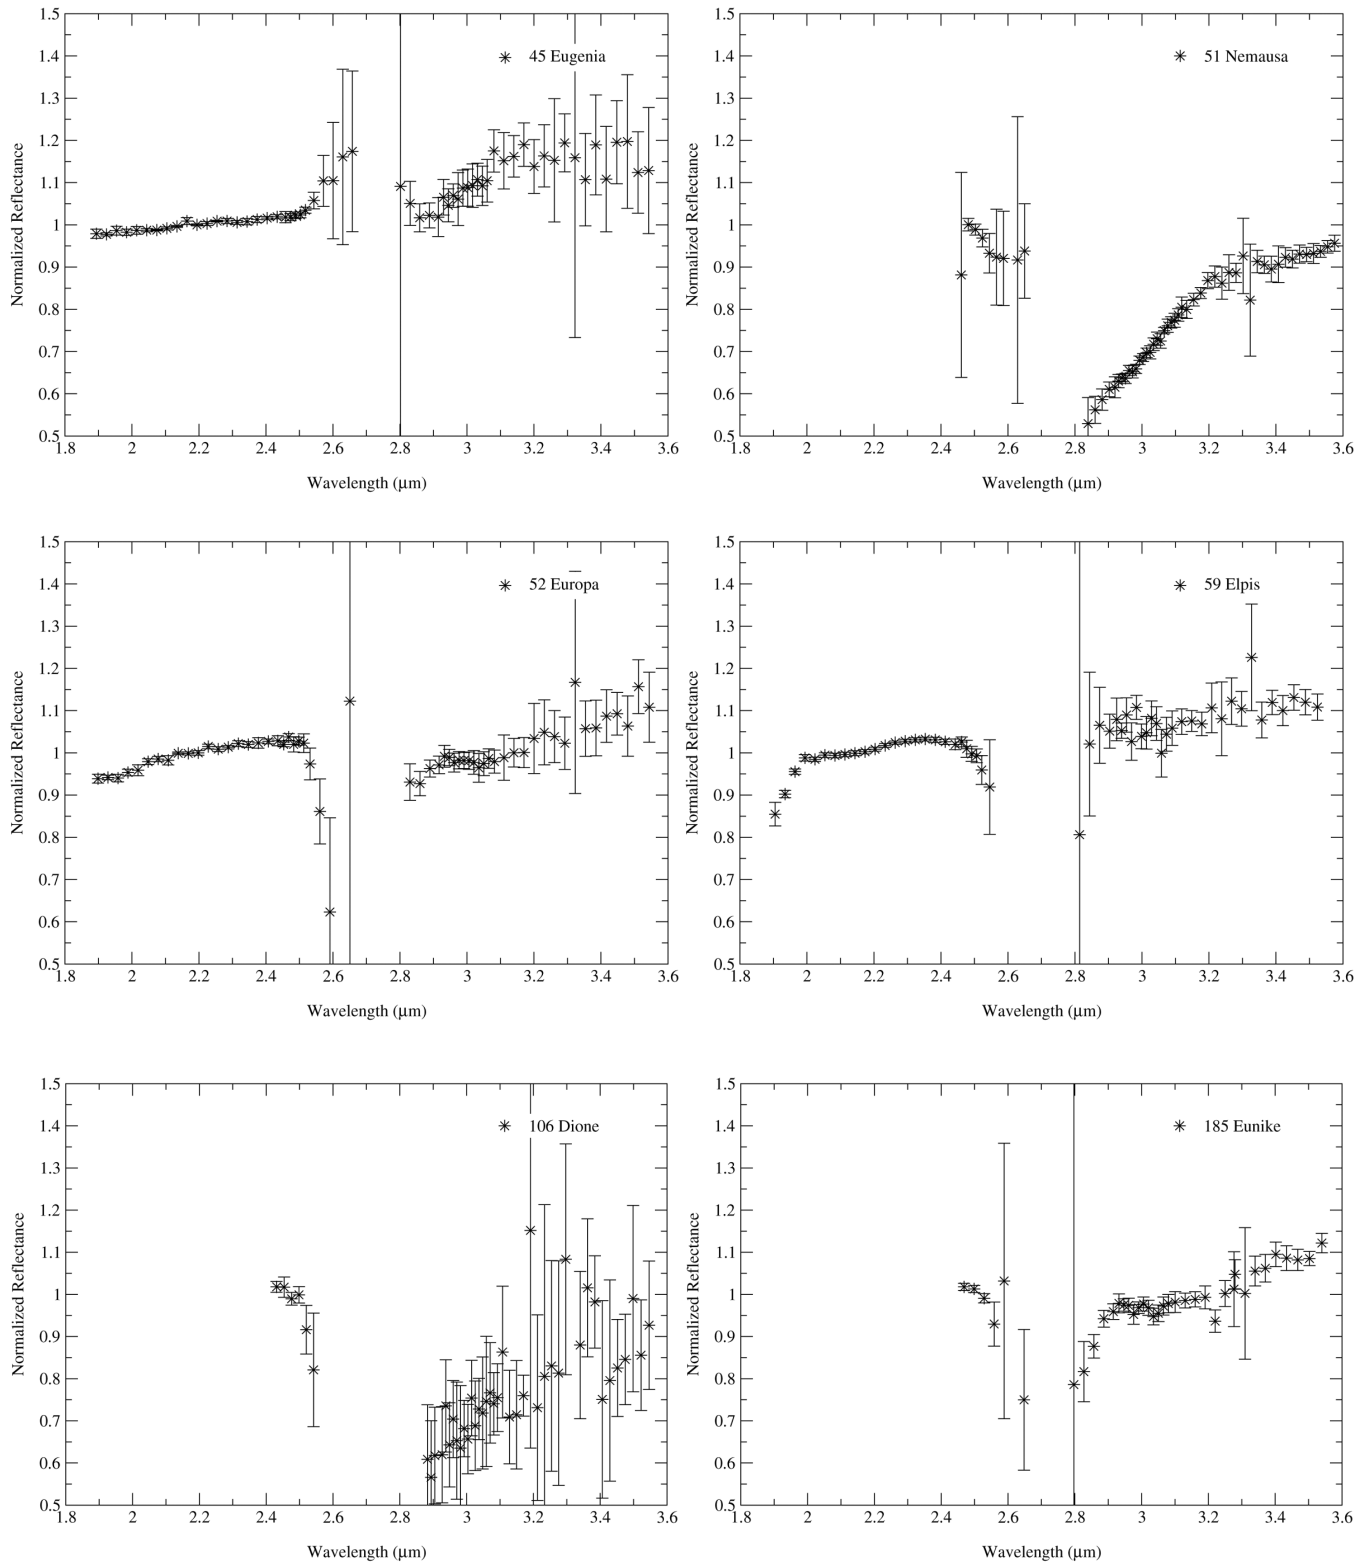 1.5
1.4
1.3
1.2
1.1
1
0.9
0.8
0.7
0.6
0.5
Normalized Reflectance
45 Eugenia
1.8 2 2.2 2.4 2.6 2.8 3 3.2 3.4 3.6
Wavelength (μm)
1.5
1.4
1.3
1.2
1.1
1
0.9
0.8
0.7
0.6
0.5
Normalized Reflectance
51 Nemausa
1.8 2 2.2 2.4 2.6 2.8 3 3.2 3.4 3.6
Wavelength (μm)
1.5
1.4
1.3
1.2
1.1
1
0.9
0.8
0.7
0.6
0.5
Normalized Reflectance
52 Europa
1.8 2 2.2 2.4 2.6 2.8 3 3.2 3.4 3.6
Wavelength (μm)
1.5
1.4
1.3
1.2
1.1
1
0.9
0.8
0.7
0.6
0.5
Normalized Reflectance
59 Elpis
1.8 2 2.2 2.4 2.6 2.8 3 3.2 3.4 3.6
Wavelength (μm)
1.5
1.4
1.3
1.2
1.1
1
0.9
0.8
0.7
0.6
0.5
Normalized Reflectance
106 Dione
1.8 2 2.2 2.4 2.6 2.8 3 3.2 3.4 3.6
Wavelength (μm)
1.5
1.4
1.3
1.2
1.1
1
0.9
0.8
0.7
0.6
0.5
Normalized Reflectance
185 Eunike
1.8 2 2.2 2.4 2.6 2.8 3 3.2 3.4 3.6
Wavelength (μm)